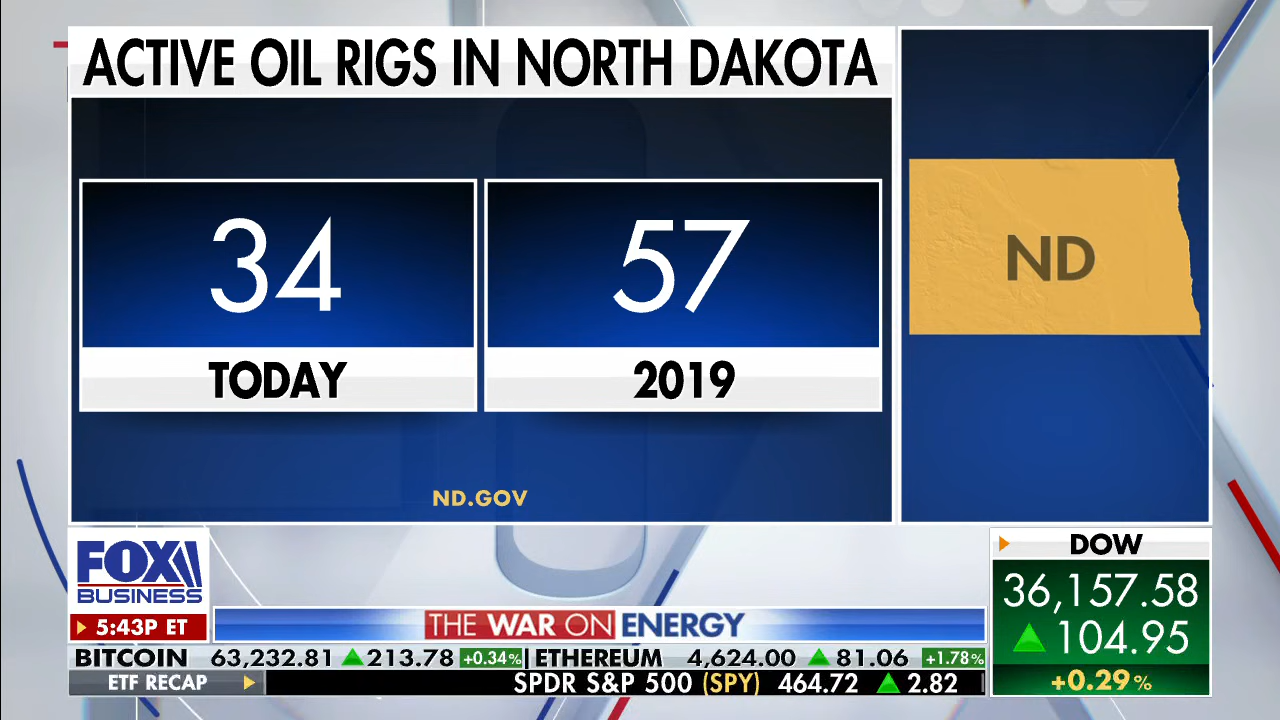 ACTIVE OIL RIGS IN NORTH DAKOTA
34
TODAY
57
2019
ND
ND.GOV
FOX
BUSINESS
5:43P ET
THE WAR ON ENERGY
DOW
36,157.58
104.95
+0.29%
BITCOIN 63,232.81 213.78 +0.34% ETHEREUM 4,624.00 81.06 +1.78%
ETF RECAP SPDR S&P 500 (SPY) 464.72 2.82